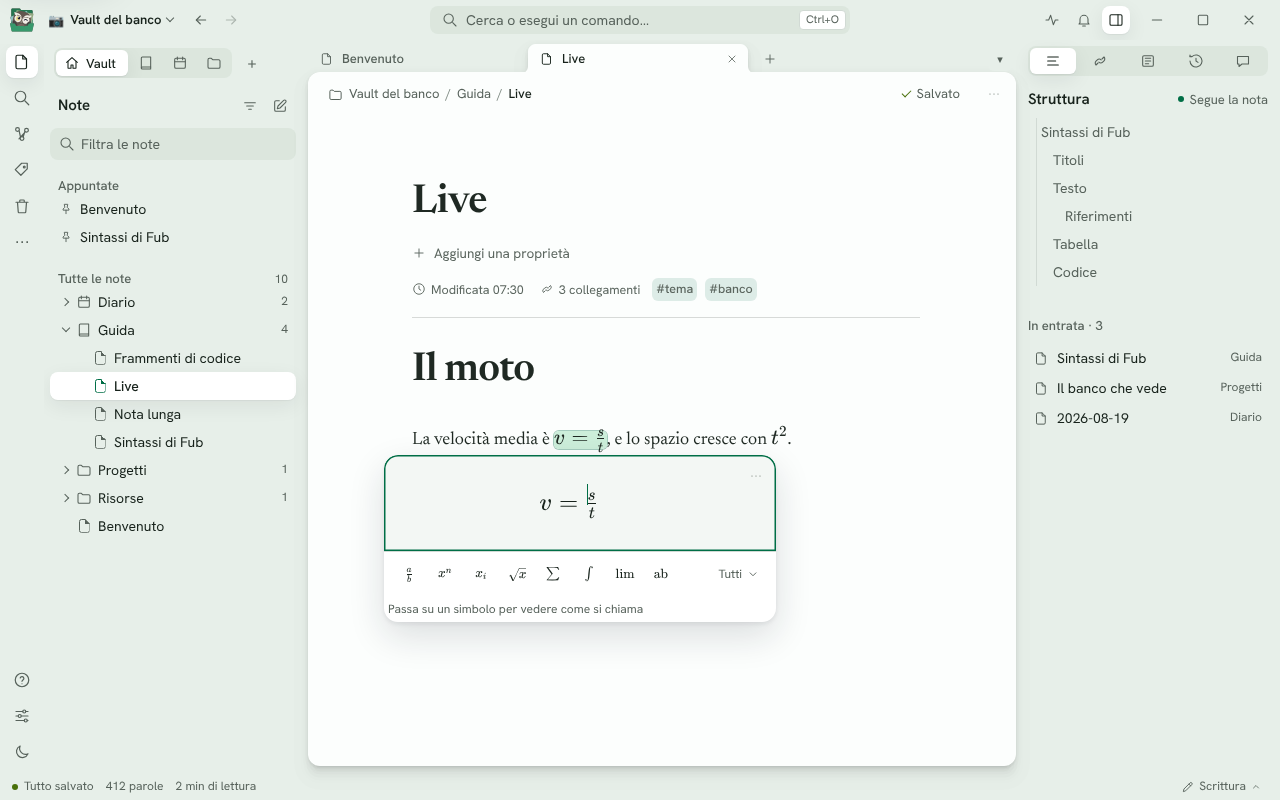 Vault del banco
Cerca o esegui un comando…
Ctrl+O
Vault
Benvenuto
Live
Note
Filtra le note
Appuntate
Benvenuto
Sintassi di Fub
Tutte le note 10
Diario 2
Guida 4
Frammenti di codice
Live
Nota lunga
Sintassi di Fub
Progetti 1
Risorse 1
Benvenuto
Vault del banco / Guida / Live
Salvato
Live
Aggiungi una proprietà
Modificata 07:30 3 collegamenti #tema #banco
Il moto
La velocità media è v = s/t, e lo spazio cresce con t².
v = s/t
a/b xⁿ xᵢ √x ∑ ∫ lim ab Tutti
Passa su un simbolo per vedere come si chiama
Struttura Segue la nota
Sintassi di Fub
Titoli
Testo
Riferimenti
Tabella
Codice
In entrata · 3
Sintassi di Fub Guida
Il banco che vede Progetti
2026-08-19 Diario
Tutto salvato 412 parole 2 min di lettura
Scrittura